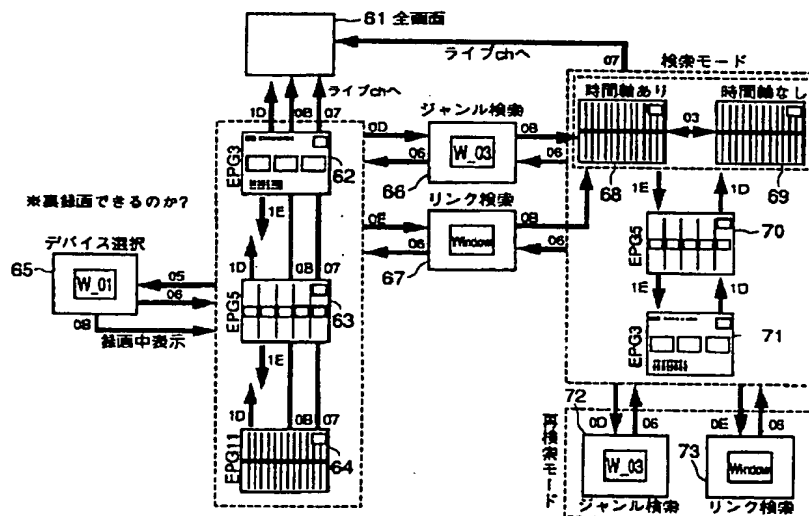 61 全画面
ライブchへ
07
検索モード
時間軸あり
時間軸なし
03
68
69
1D
0B
07
ライブchへ
ジャンル検索
0D
06
W_03
66
0B
06
EPG3
62
リンク検索
0E
06
Window
67
0B
06
1E
1D
EPG5
70
1E
1D
EPG3
71
※裏録画できるのか?
デバイス選択
65
W_01
05
06
0B
録画中表示
1E
1D
0B
07
EPG5
63
1E
1D
0B
07
EPG11
64
再検索モード
72
0D
06
W_03
ジャンル検索
73
0E
06
Window
リンク検索